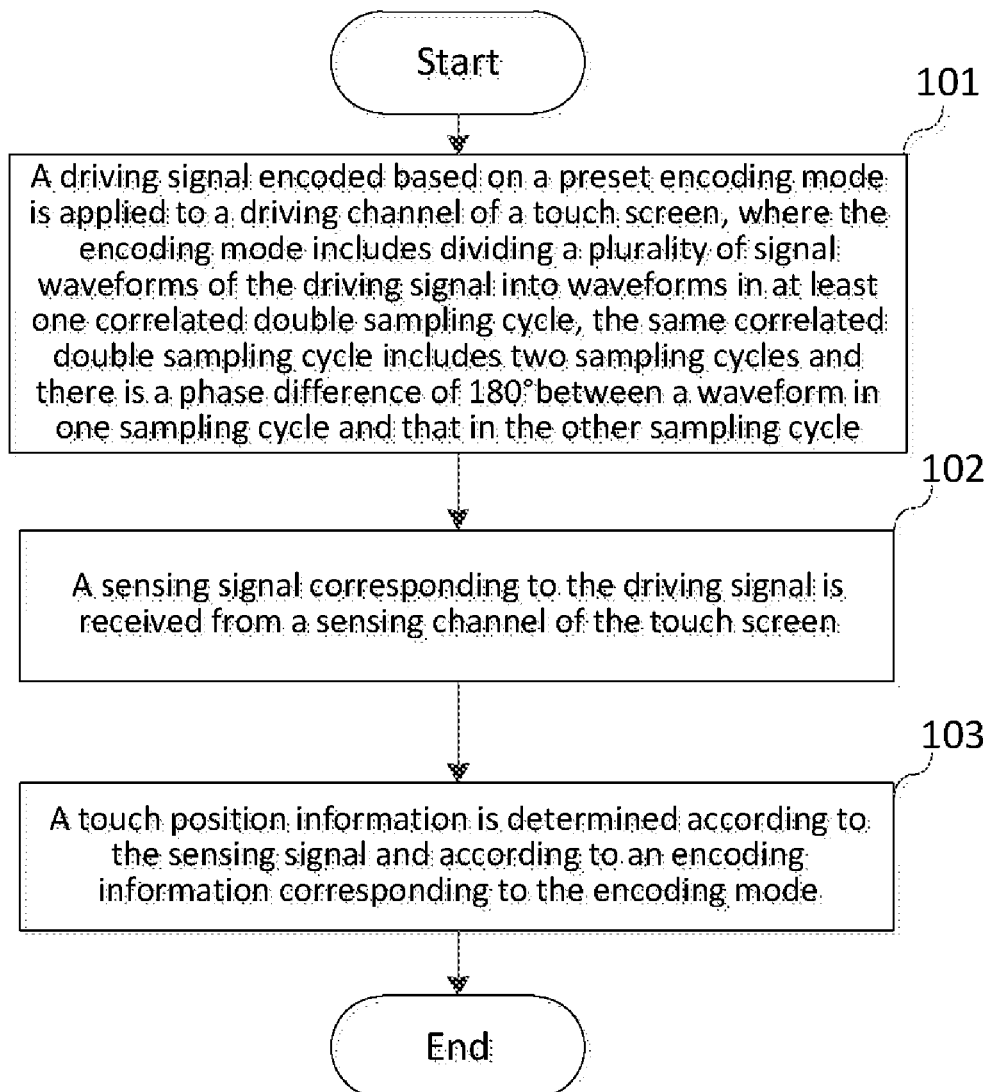 Start
101
A driving signal encoded based on a preset encoding mode
is applied to a driving channel of a touch screen, where the
encoding mode includes dividing a plurality of signal
waveforms of the driving signal into waveforms in at least
one correlated double sampling cycle, the same correlated
double sampling cycle includes two sampling cycles and
there is a phase difference of 180°between a waveform in
one sampling cycle and that in the other sampling cycle
102
A sensing signal corresponding to the driving signal is
received from a sensing channel of the touch screen
103
A touch position information is determined according to
the sensing signal and according to an encoding
information corresponding to the encoding mode
End